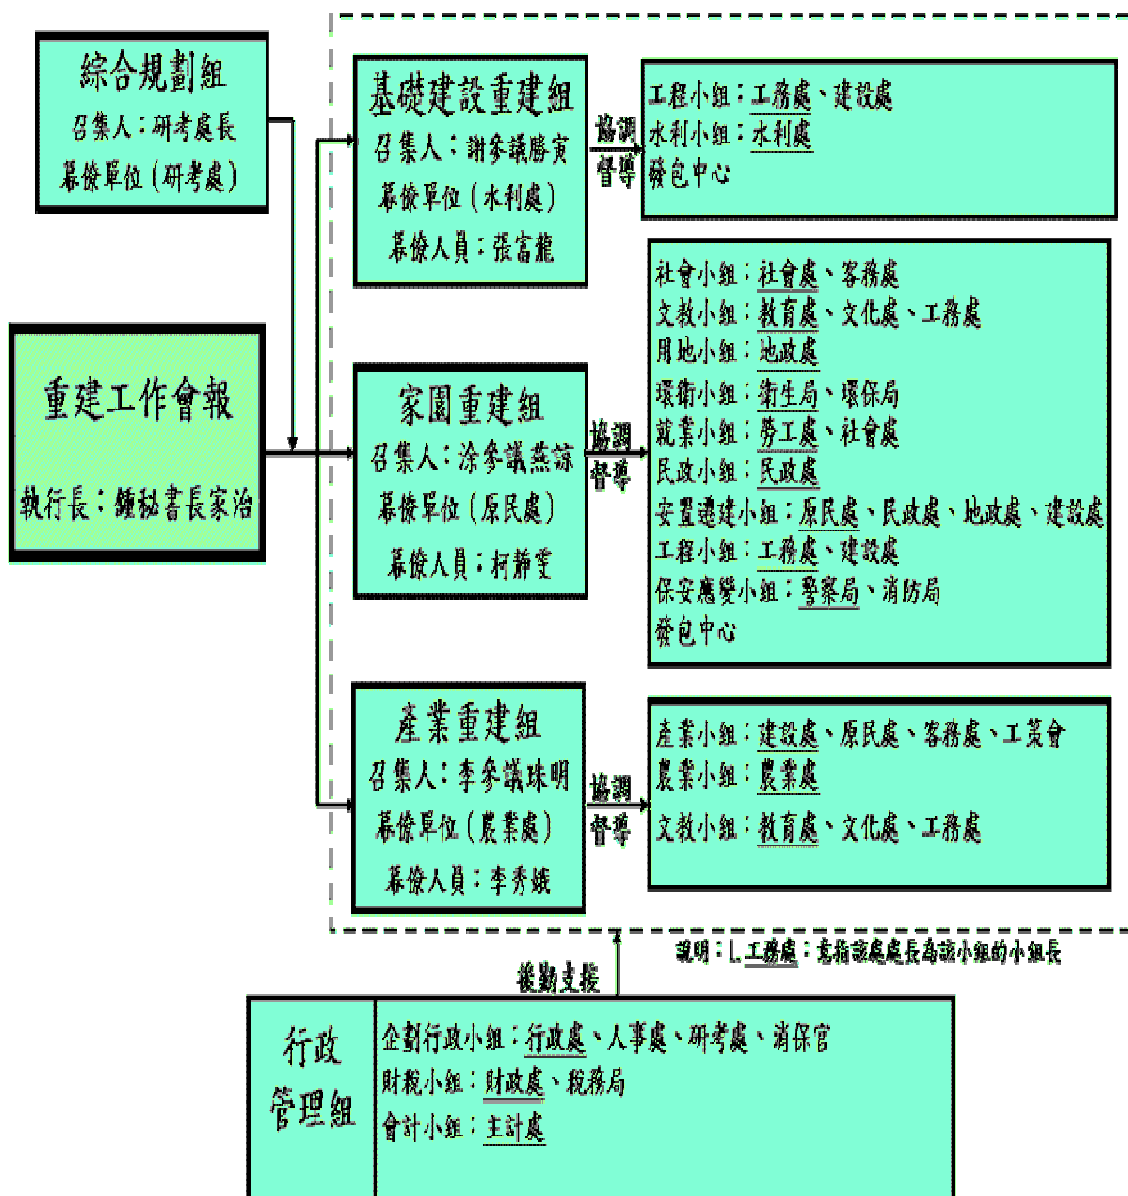 綜合規劃組
召集人：研考處長
幕僚單位(研考處)
重建工作會報
執行長：鍾秘書長家治
基礎建設重建組
召集人：謝參議勝寅
幕僚單位(水利處)
幕僚人員：張富龍
協調
督導
工程小組：工務處、建設處
水利小組：水利處
發包中心
家園重建組
召集人：涂參議燕諒
幕僚單位(原民處)
幕僚人員：柯靜雯
協調
督導
社會小組：社會處、客務處
文教小組：教育處、文化處、工務處
用地小組：地政處
環衛小組：衛生局、環保局
就業小組：勞工處、社會處
民政小組：民政處
安置遷建小組：原民處、民政處、地政處、建設處
工程小組：工務處、建設處
保安應變小組：警察局、消防局
發包中心
產業重建組
召集人：李參議珠明
幕僚單位(農業處)
幕僚人員：李秀娥
協調
督導
產業小組：建設處、原民處、客務處、工策會
農業小組：農業處
文教小組：教育處、文化處、工務處
說明：1.工務處：意指該處處長為該小組的小組長
後勤支援
行政
管理組
企劃行政小組：行政處、人事處、研考處、消保官
財稅小組：財政處、稅務局
會計小組：主計處